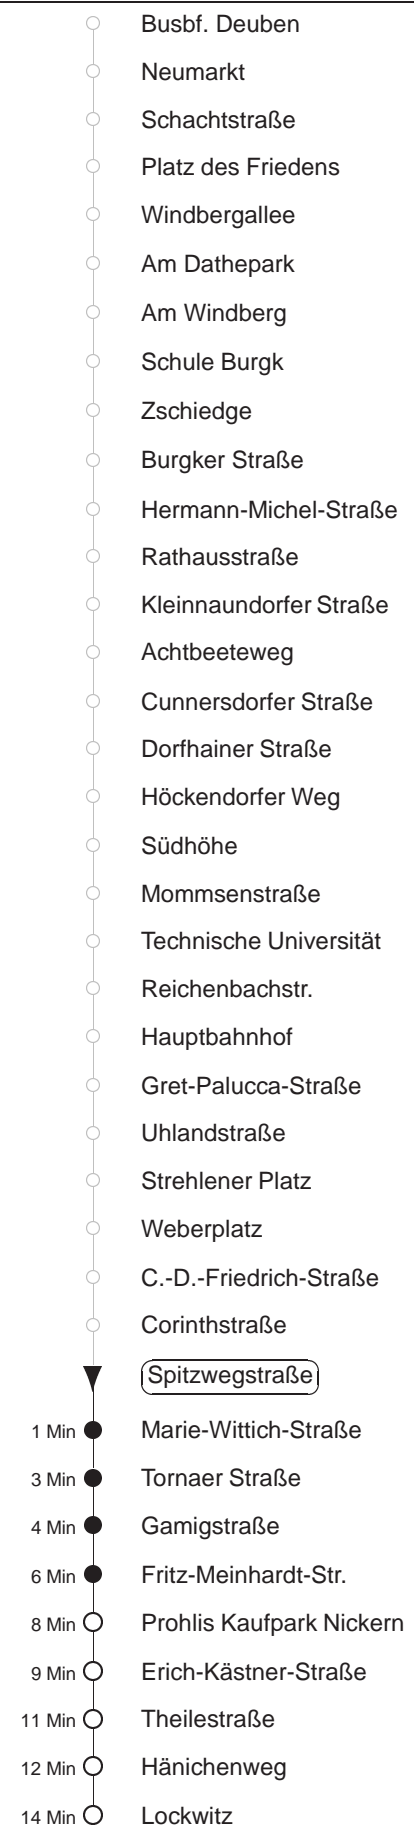 Busbf. Deuben
Neumarkt
Schachtstraße
Platz des Friedens
Windbergallee
Am Dathepark
Am Windberg
Schule Burgk
Zschiedge
Burgker Straße
Hermann-Michel-Straße
Rathausstraße
Kleinnaundorfer Straße
Achtbeeteweg
Cunnersdorfer Straße
Dorfhainer Straße
Höckendorfer Weg
Südhöhe
Mommsenstraße
Technische Universität
Reichenbachstr.
Hauptbahnhof
Gret-Palucca-Straße
Uhlandstraße
Strehlener Platz
Weberplatz
C.-D.-Friedrich-Straße
Corinthstraße
Spitzwegstraße
1 Min Marie-Wittich-Straße
3 Min Tornaer Straße
4 Min Gamigstraße
6 Min Fritz-Meinhardt-Str.
8 Min Prohlis Kaufpark Nickern
9 Min Erich-Kästner-Straße
11 Min Theilestraße
12 Min Hänichenweg
14 Min Lockwitz